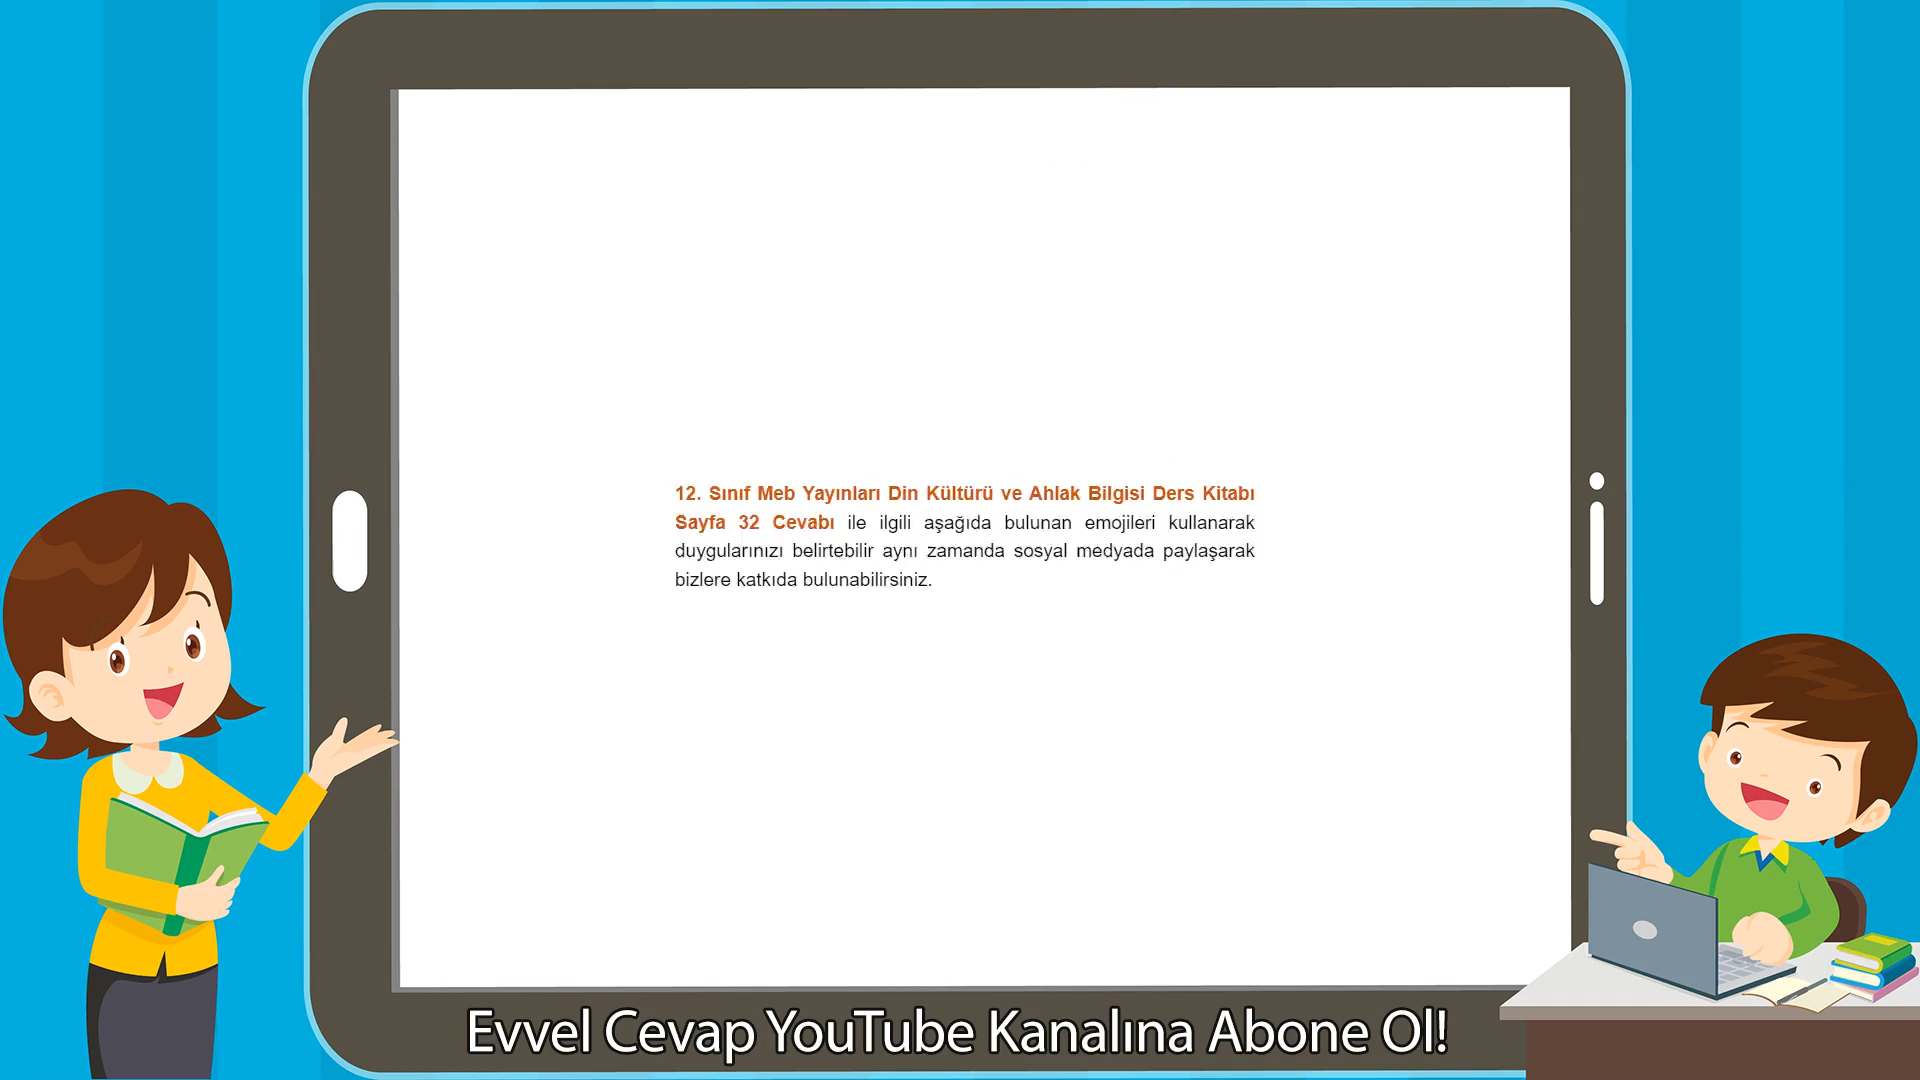 12. Sınıf Meb Yayınları Din Kültürü ve Ahlak Bilgisi Ders Kitabı
Sayfa 32 Cevabı ile ilgili aşağıda bulunan emojileri kullanarak
duygularınızı belirtebilir aynı zamanda sosyal medyada paylaşarak
bizlere katkıda bulunabilirsiniz.
Evvel Cevap YouTube Kanalına Abone Ol!